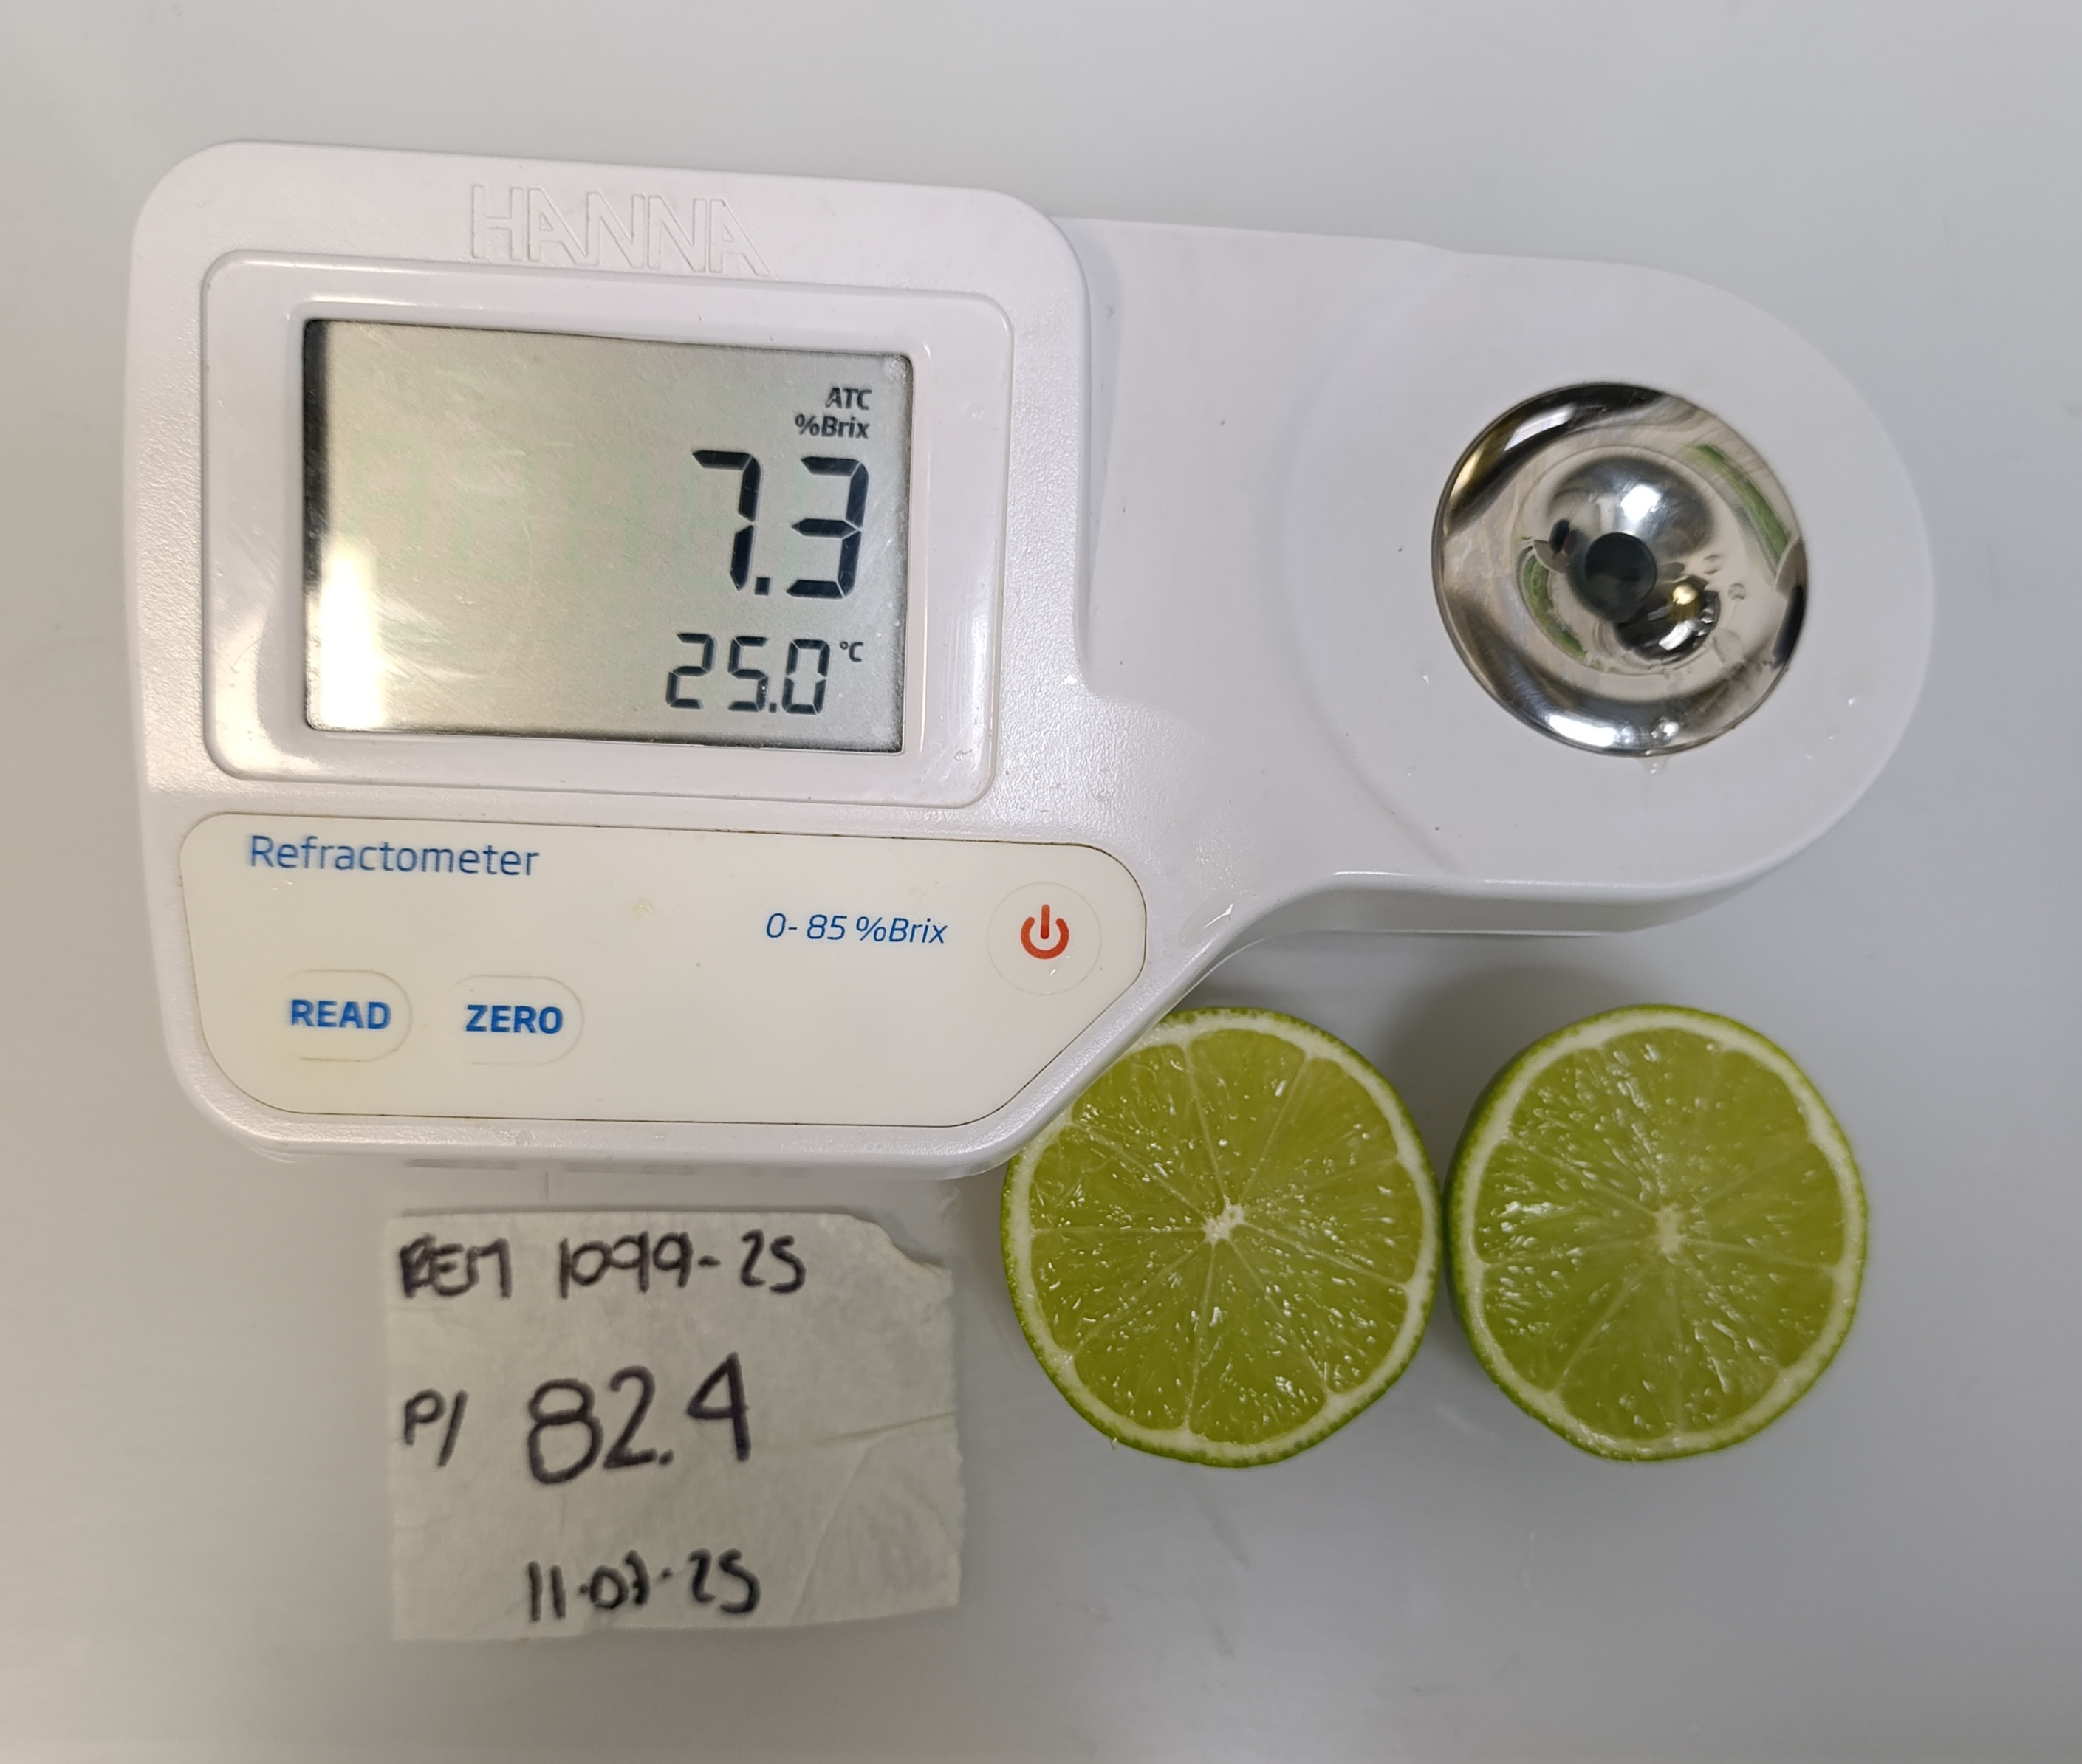 HANNA
ATC
%Brix
7.3
25.0 °C
Refractometer
0-85 %Brix
READ ZERO
REM 1099-25
P/ 82.4
11.07.25